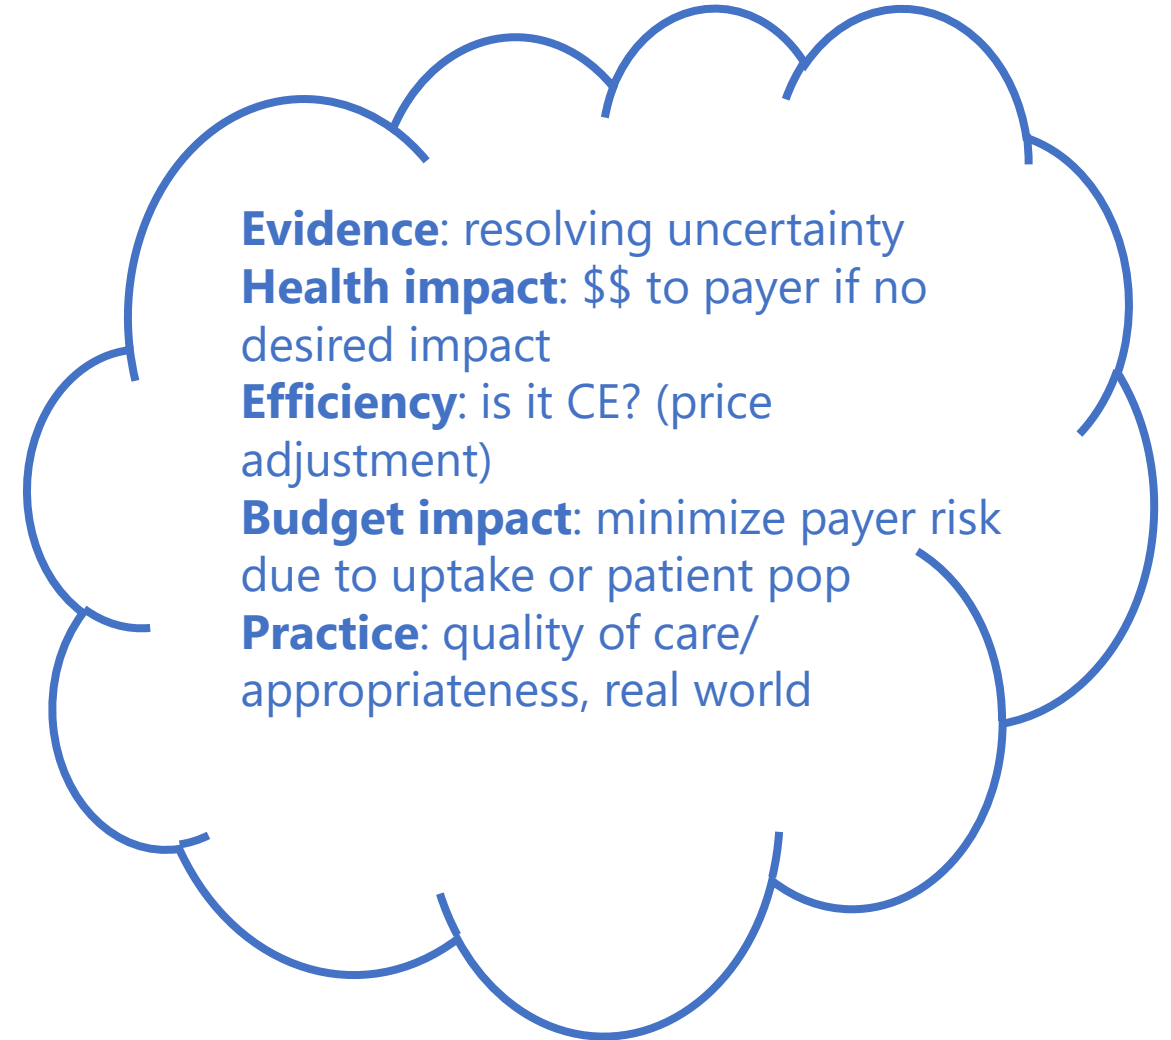 Evidence: resolving uncertainty
Health impact: $$ to payer if no
desired impact
Efficiency: is it CE? (price
adjustment)
Budget impact: minimize payer risk
due to uptake or patient pop
Practice: quality of care/
appropriateness, real world